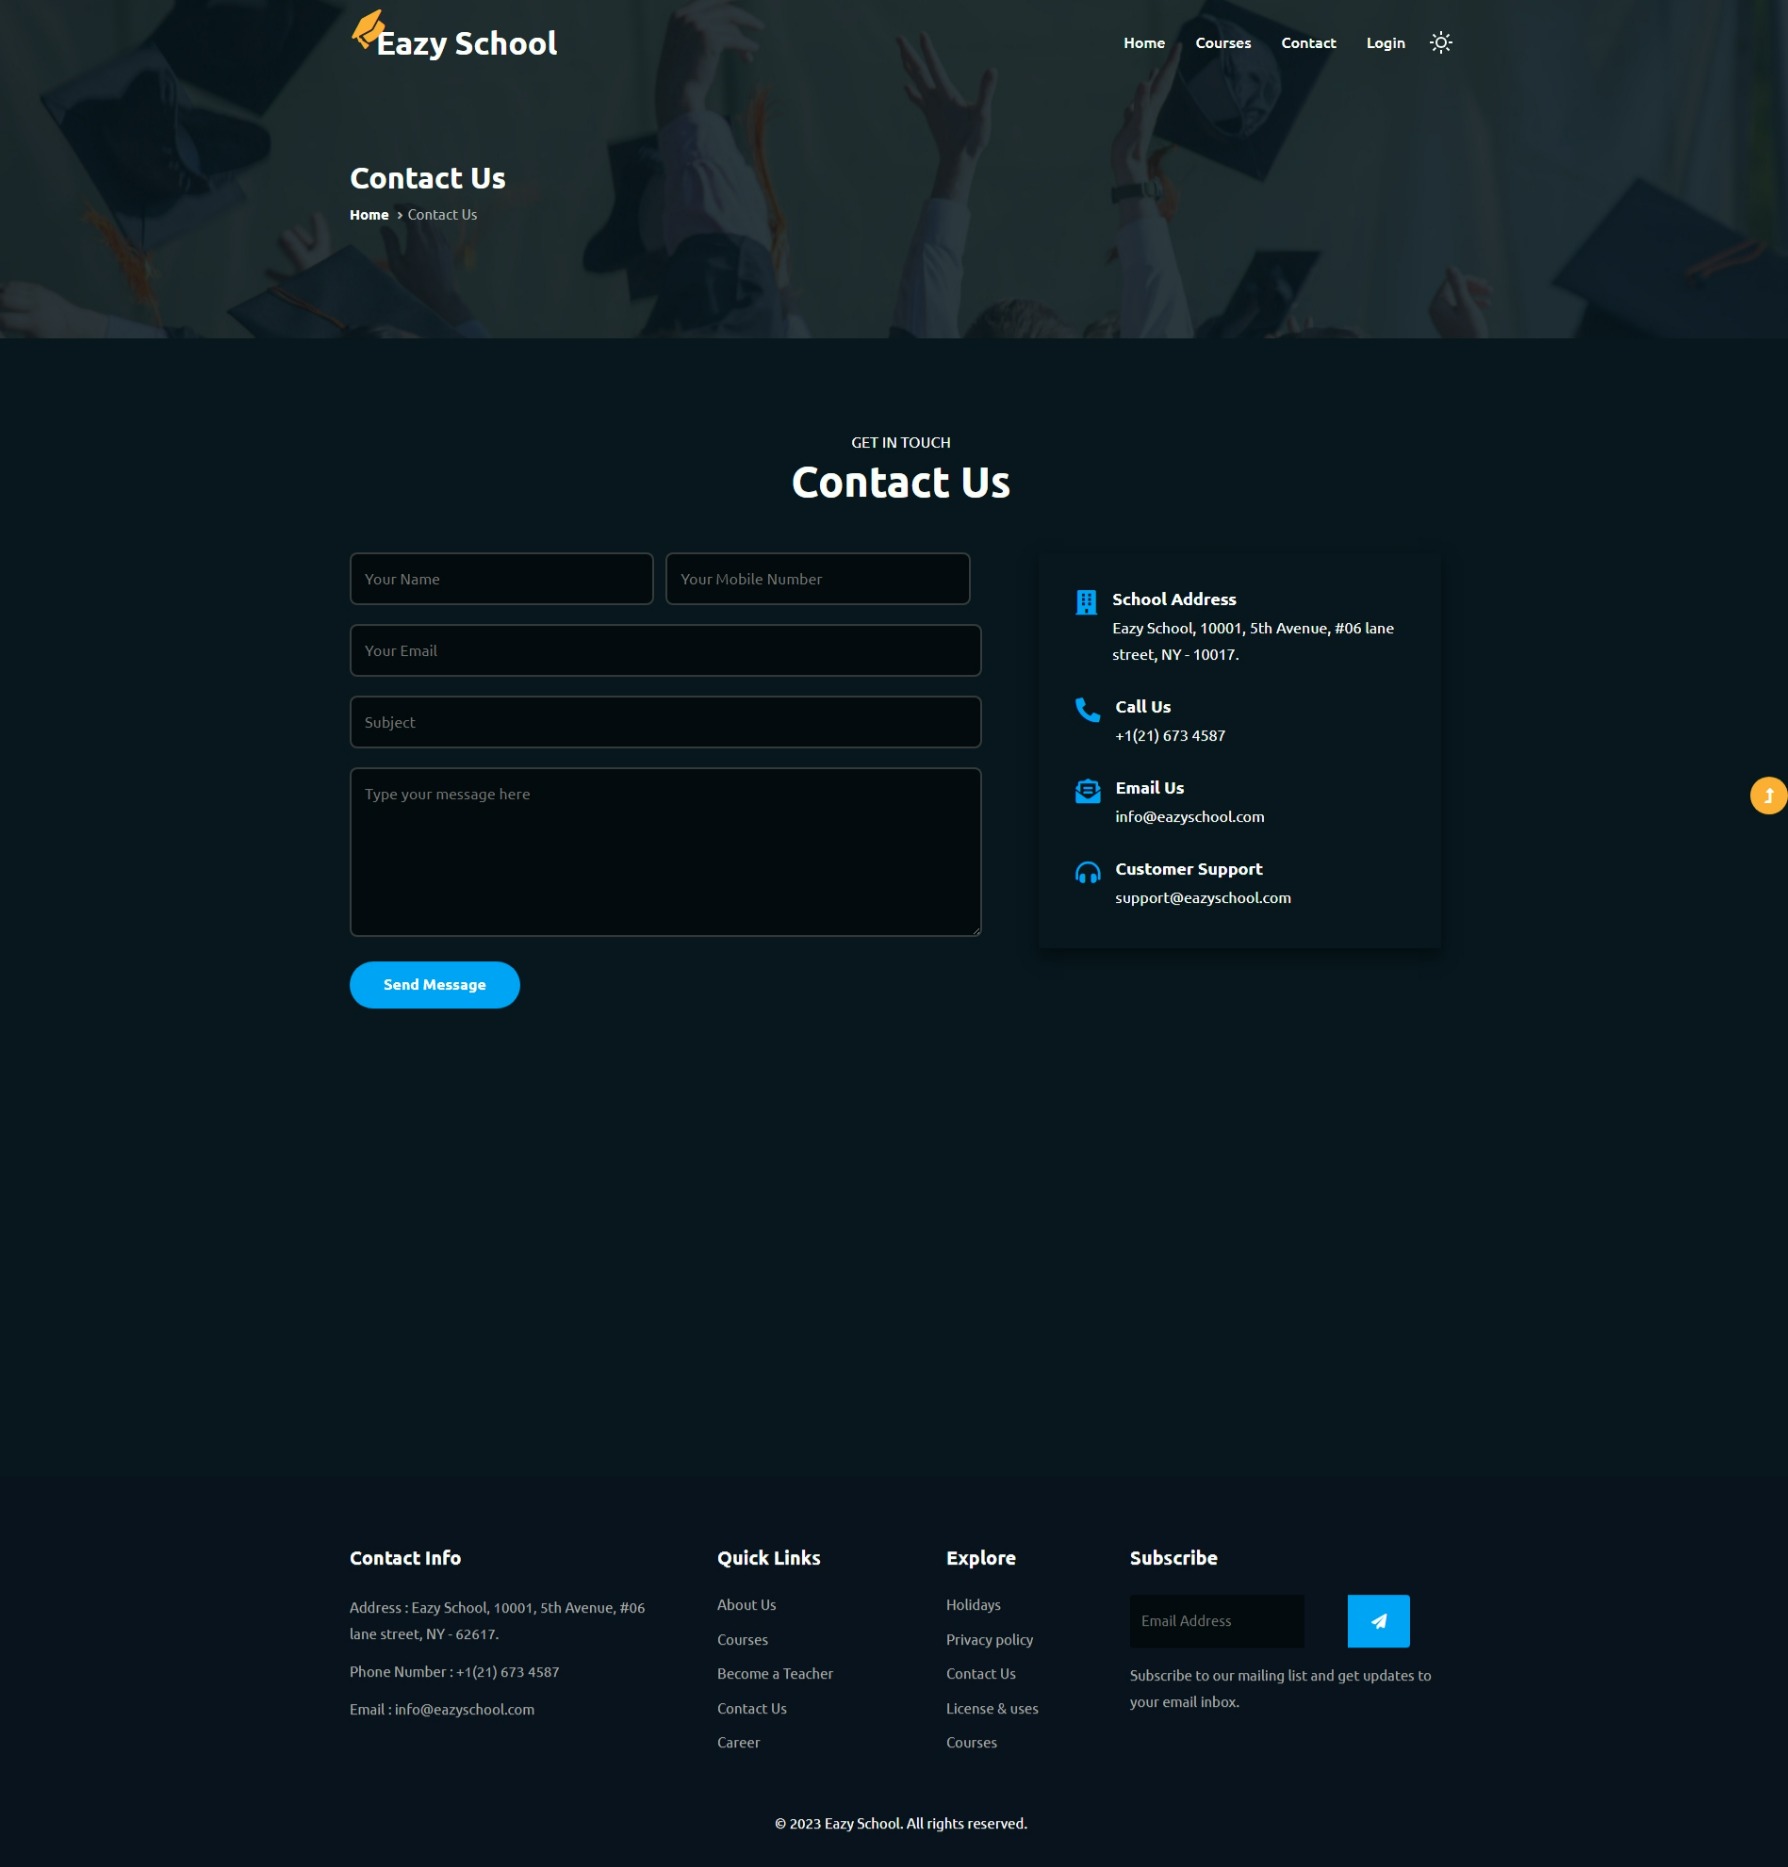 Eazy School
Home
Courses
Contact
Login
Contact Us
Home
Contact Us
GET IN TOUCH
Contact Us
Your Name
Your Mobile Number
Your Email
Subject
Type your message here
Send Message
School Address
Eazy School, 10001, 5th Avenue, #06 lane
street, NY - 10017.
Call Us
+1(21) 673 4587
Email Us
info@eazyschool.com
Customer Support
support@eazyschool.com
Contact Info
Address : Eazy School, 10001, 5th Avenue, #06
lane street, NY - 62617.
Phone Number : +1(21) 673 4587
Email : info@eazyschool.com
Quick Links
About Us
Courses
Become a Teacher
Contact Us
Career
Explore
Holidays
Privacy policy
Contact Us
License & uses
Courses
Subscribe
Email Address
Subscribe to our mailing list and get updates to
your email inbox.
© 2023 Eazy School. All rights reserved.